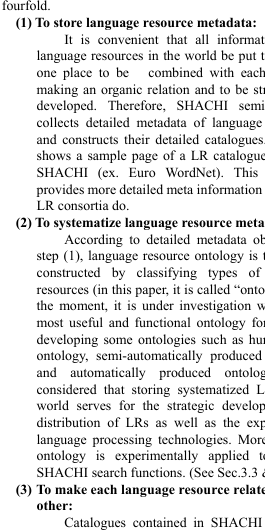 fourfold.
(1) To store language resource metadata:
It is convenient that all informat
language resources in the world be put t
one place to be combined with each
making an organic relation and to be str
developed. Therefore, SHACHI semi
collects detailed metadata of language
and constructs their detailed catalogues.
shows a sample page of a LR catalogue
SHACHI (ex. Euro WordNet). This
provides more detailed meta information
LR consortia do.
(2) To systematize language resource meta
According to detailed metadata ob
step (1), language resource ontology is t
constructed by classifying types of
resources (in this paper, it is called “onto
the moment, it is under investigation w
most useful and functional ontology for
developing some ontologies such as hu
ontology, semi-automatically produced
and automatically produced ontolog
considered that storing systematized L
world serves for the strategic develop
distribution of LRs as well as the exp
language processing technologies. More
ontology is experimentally applied t
SHACHI search functions. (See Sec.3.3
(3) To make each language resource relate
other:
Catalogues contained in SHACHI